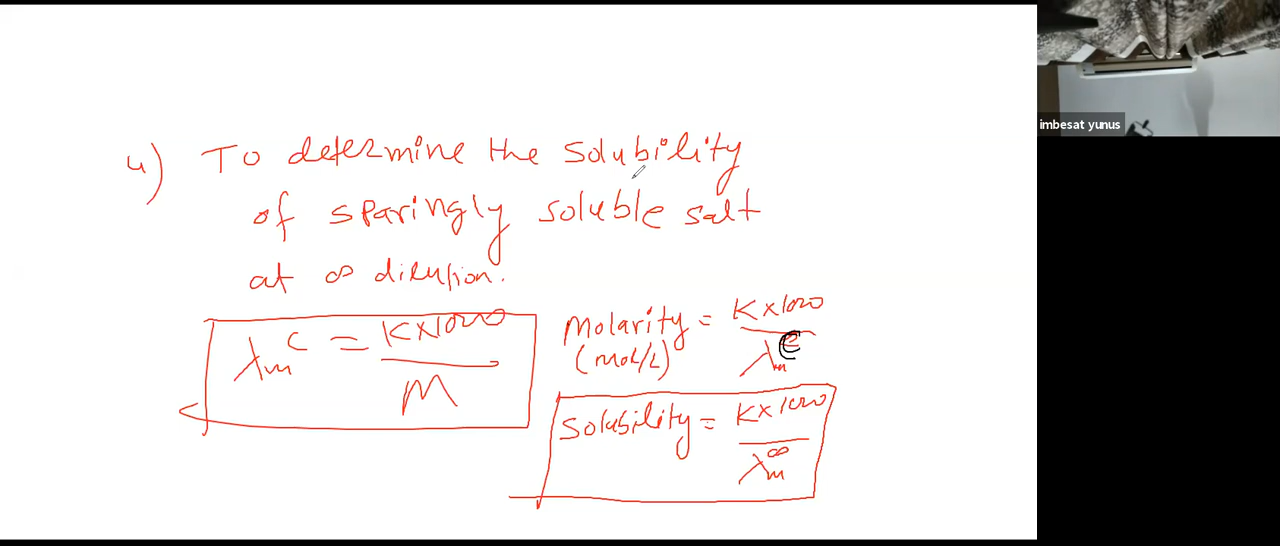 4) To determine the solubility
of sparingly soluble salt
at ∞ dilution.
λm^c = K×1000 / M
Molarity = K×1000 / λm^c
(mol/L)
Solubility = K×1000 / λm^∞
imbesat yunus